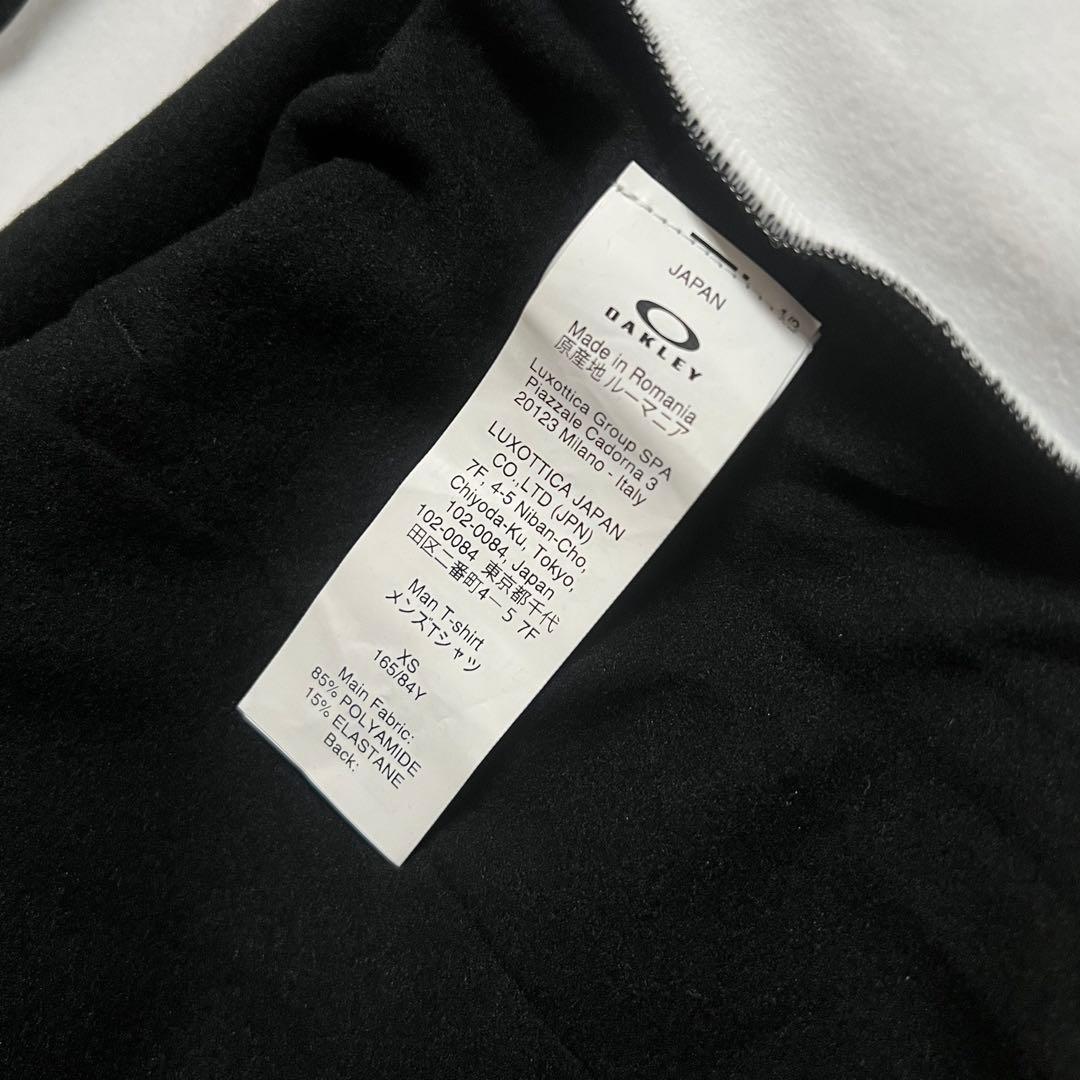 JAPAN
1/3
OAKLEY
Made in Romania
原産地 ルーマニア
Luxottica Group SPA
Piazzale Cadorna 3
20123 Milano - Italy
LUXOTTICA JAPAN
CO.,LTD (JPN)
7F, 4-5 Niban-Cho,
Chiyoda-Ku, Tokyo,
102-0084, Japan
102-0084 東京都千代
田区二番町4－5 7F
Man T-shirt
メンズTシャツ
XS
165/84Y
Main Fabric:
85% POLYAMIDE
15% ELASTANE
Back: